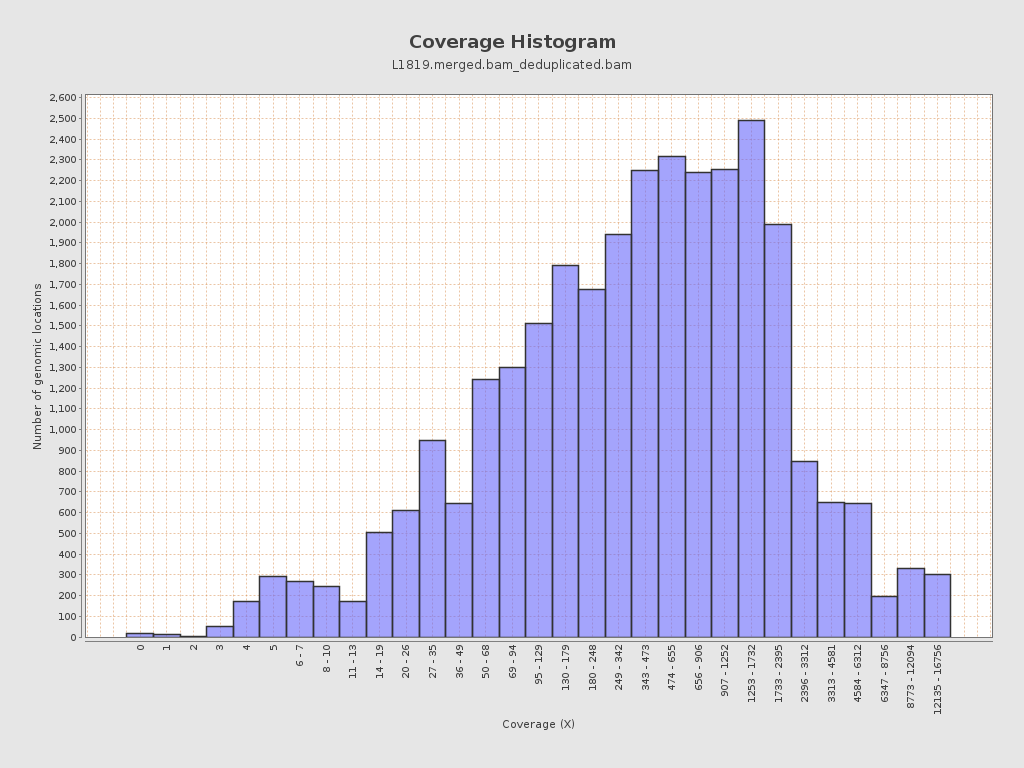 Coverage Histogram
L1819.merged.bam_deduplicated.bam
Number of genomic locations
2,600
2,500
2,400
2,300
2,200
2,100
2,000
1,900
1,800
1,700
1,600
1,500
1,400
1,300
1,200
1,100
1,000
900
800
700
600
500
400
300
200
100
0
0
1
2
3
4
5
6 - 7
8 - 10
11 - 13
14 - 19
20 - 26
27 - 35
36 - 49
50 - 68
69 - 94
95 - 129
130 - 179
180 - 248
249 - 342
343 - 473
474 - 655
656 - 906
907 - 1252
1253 - 1732
1733 - 2395
2396 - 3312
3313 - 4581
4584 - 6312
6347 - 8756
8773 - 12094
12135 - 16756
Coverage (X)